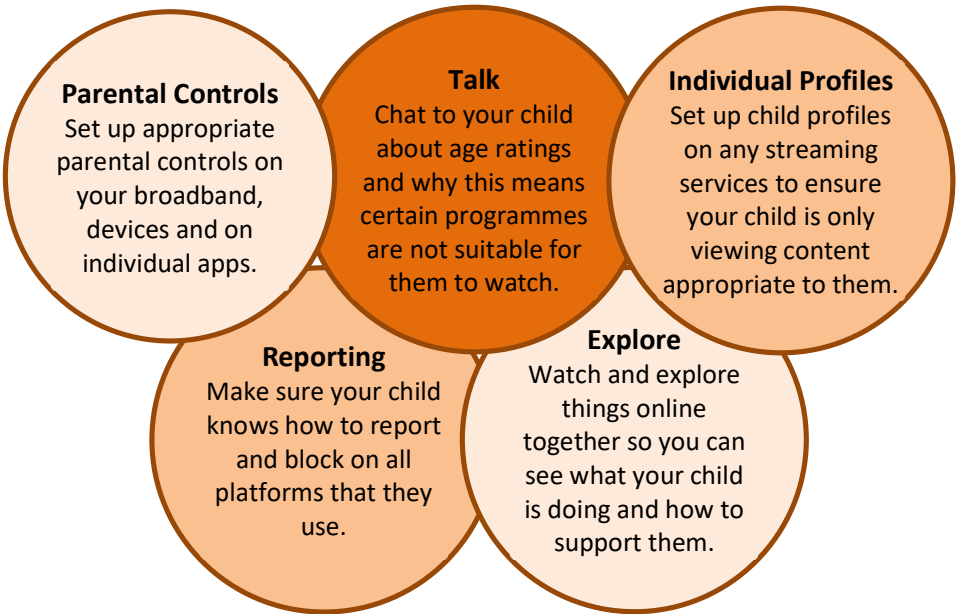 Parental Controls
Set up appropriate
parental controls on
your broadband,
devices and on
individual apps.
Talk
Chat to your child
about age ratings
and why this means
certain programmes
are not suitable for
them to watch.
Individual Profiles
Set up child profiles
on any streaming
services to ensure
your child is only
viewing content
appropriate to them.
Reporting
Make sure your child
knows how to report
and block on all
platforms that they
use.
Explore
Watch and explore
things online
together so you can
see what your child
is doing and how to
support them.